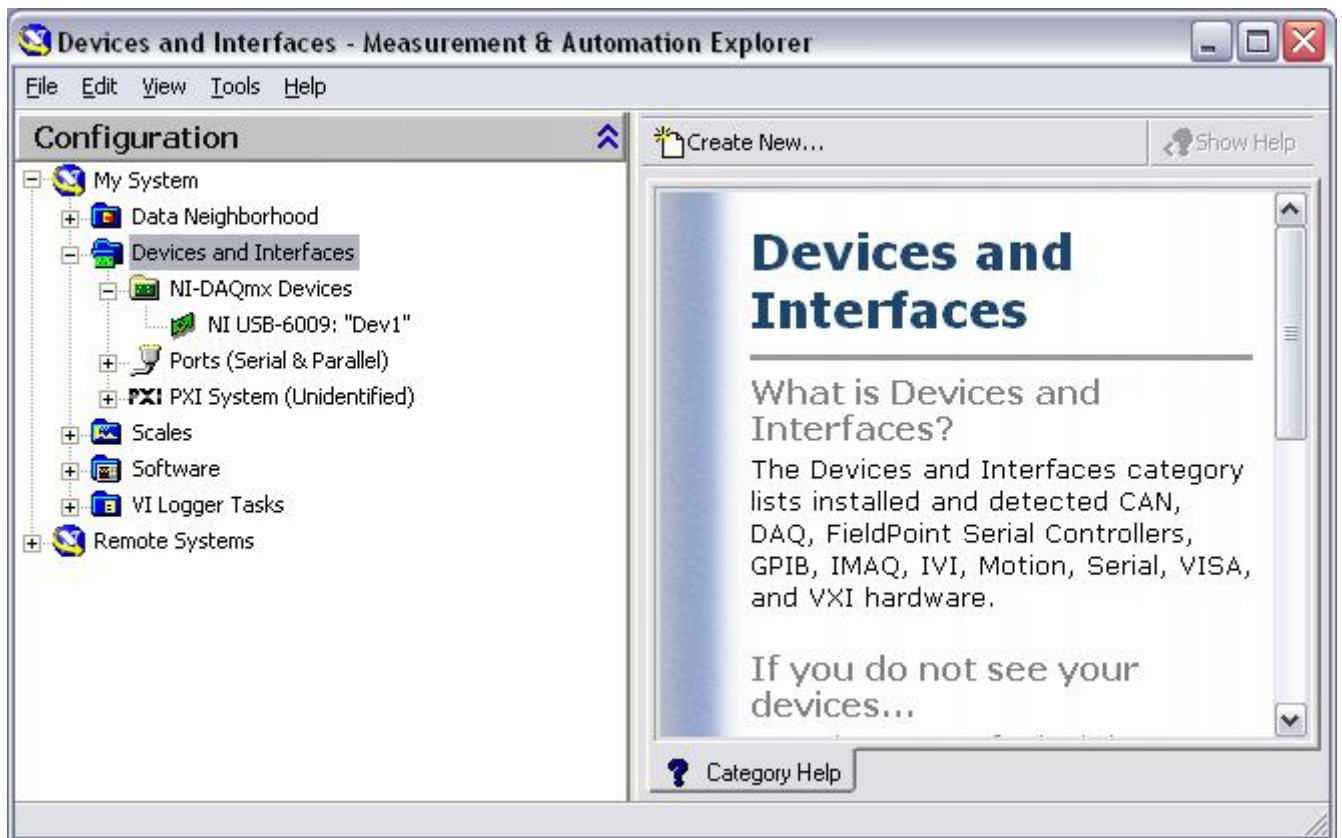 Devices and Interfaces - Measurement & Automation Explorer
File Edit View Tools Help
Configuration
My System
Data Neighborhood
Devices and Interfaces
NI-DAQmx Devices
NI USB-6009: "Dev1"
Ports (Serial & Parallel)
PXI PXI System (Unidentified)
Scales
Software
VI Logger Tasks
Remote Systems
Create New...
Show Help
Devices and
Interfaces
What is Devices and
Interfaces?
The Devices and Interfaces category
lists installed and detected CAN,
DAQ, FieldPoint Serial Controllers,
GPIB, IMAQ, IVI, Motion, Serial, VISA,
and VXI hardware.
If you do not see your
devices...
Category Help